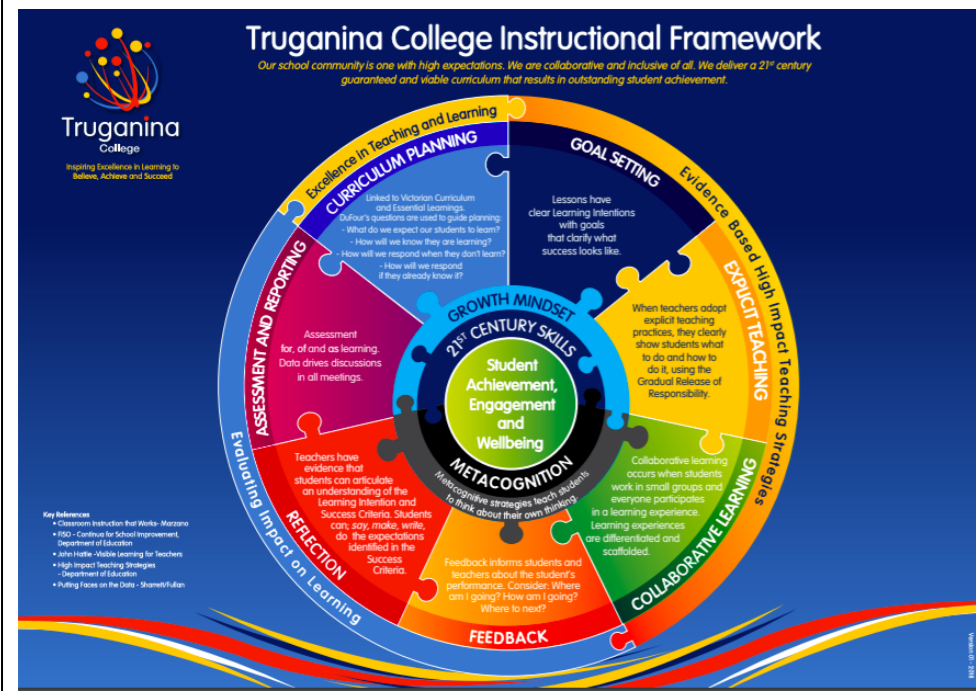 Truganina College Instructional Framework
Our school community is one with high expectations. We are collaborative and inclusive of all. We deliver a 21st century
guaranteed and viable curriculum that results in outstanding student achievement.
Truganina
College
Inspiring Excellence in Learning to
Believe, Achieve and Succeed
Excellence in Teaching and Learning
CURRICULUM PLANNING
Linked to Victorian Curriculum
and Essential Learnings.
DuFour's questions are used to guide planning:
- What do we expect our students to learn?
- How will we know they are learning?
- How will we respond when they don't learn?
- How will we respond
if they already know it?
GOAL SETTING
Lessons have
clear Learning Intentions
with goals
that clarify what
success looks like.
Evidence Based High Impact Teaching Strategies
EXPLICIT TEACHING
When teachers adopt
explicit teaching
practices, they clearly
show students what
to do and how to
do it, using the
Gradual Release of
Responsibility.
COLLABORATIVE LEARNING
Collaborative learning
occurs when students
work in small groups and
everyone participates
in a learning experience.
Learning experiences
are differentiated and
scaffolded.
FEEDBACK
Feedback informs students and
teachers about the student's
performance. Consider: Where
am I going? How am I going?
Where to next?
REFLECTION
Teachers have
evidence that
students can articulate
an understanding of the
Learning Intention and
Success Criteria. Students
can; say, make, write,
do the expectations
identified in the
Success
Criteria.
Evaluating Impact on Learning
ASSESSMENT AND REPORTING
Assessment
for, of and as learning.
Data drives discussions
in all meetings.
GROWTH MINDSET
21ST CENTURY SKILLS
Student
Achievement,
Engagement
and
Wellbeing
METACOGNITION
Metacognitive strategies teach students
to think about their own thinking.
Key References
• Classroom Instruction that Works- Marzano
• FISO - Continua for School Improvement,
Department of Education
• John Hattie -Visible Learning for Teachers
• High Impact Teaching Strategies
- Department of Education
• Putting Faces on the Data - Sharratt/Fullan